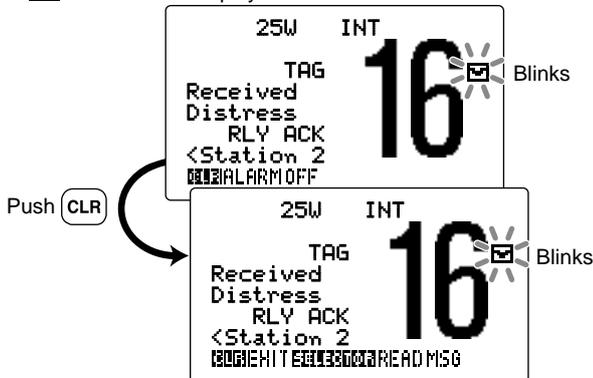 25W INT
16
Blinks
TAG
Received
Distress
RLY ACK
<Station 2
ALARM OFF
Push CLR
25W INT
16
Blinks
TAG
Received
Distress
RLY ACK
<Station 2
CLR EXIT SELECTOR READ MSG